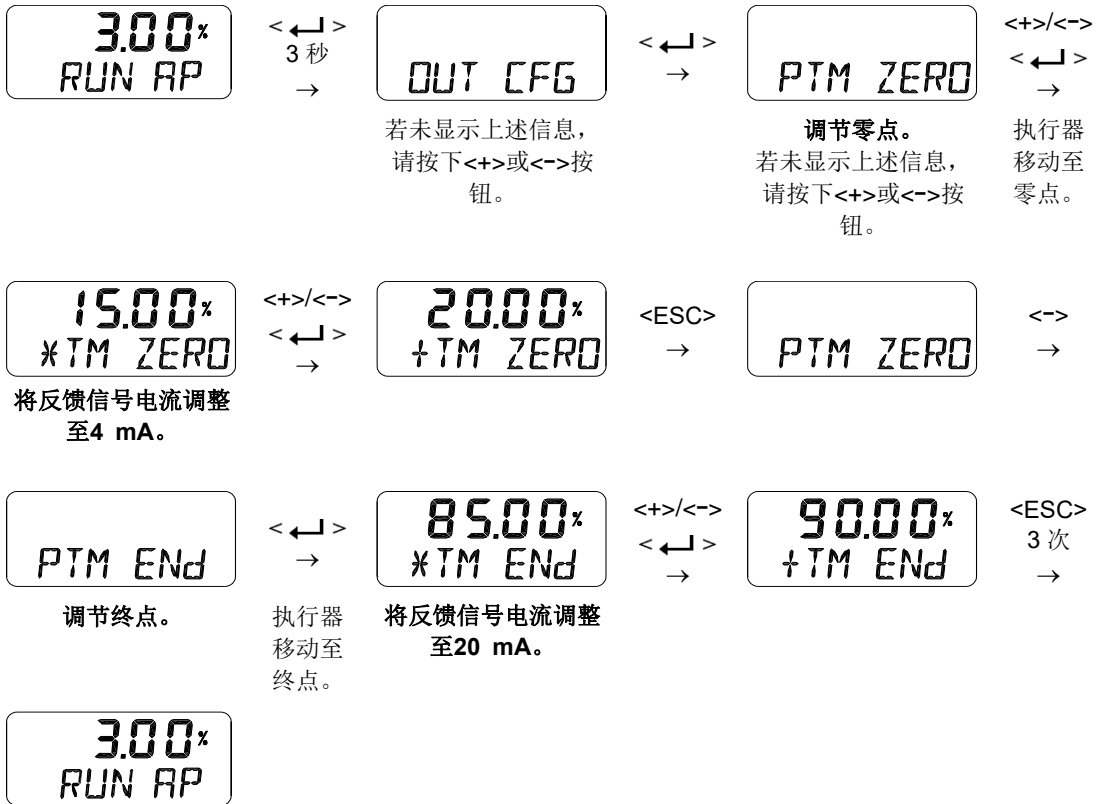 3.00%
RUN AP
< ↵ >
3 秒
→
OUT CFG
若未显示上述信息，
请按下<+>或<->按
钮。
< ↵ >
→
PTM ZERO
调节零点。
若未显示上述信息，
请按下<+>或<->按
钮。
<+>/<->
< ↵ >
→
执行器
移动至
零点。
15.00%
*TM ZERO
将反馈信号电流调整
至4 mA。
<+>/<->
< ↵ >
→
20.00%
+TM ZERO
<ESC>
→
PTM ZERO
<->
→
PTM ENd
调节终点。
< ↵ >
→
执行器
移动至
终点。
85.00%
*TM ENd
将反馈信号电流调整
至20 mA。
<+>/<->
< ↵ >
→
90.00%
+TM ENd
<ESC>
3 次
→
3.00%
RUN AP